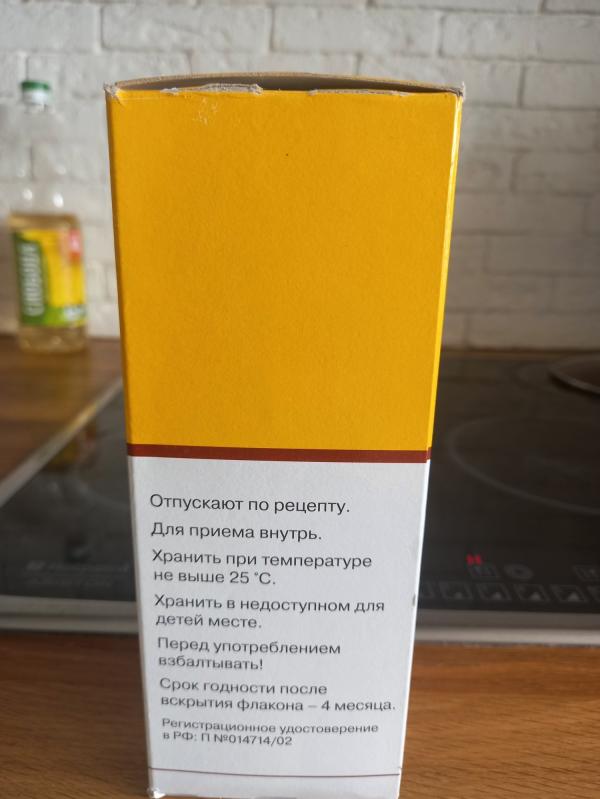 СЛОБОДА
Отпускают по рецепту.
Для приема внутрь.
Хранить при температуре
не выше 25 °C.
Хранить в недоступном для
детей месте.
Перед употреблением
взбалтывать!
Срок годности после
вскрытия флакона – 4 месяца.
Регистрационное удостоверение
в РФ: П №014714/02